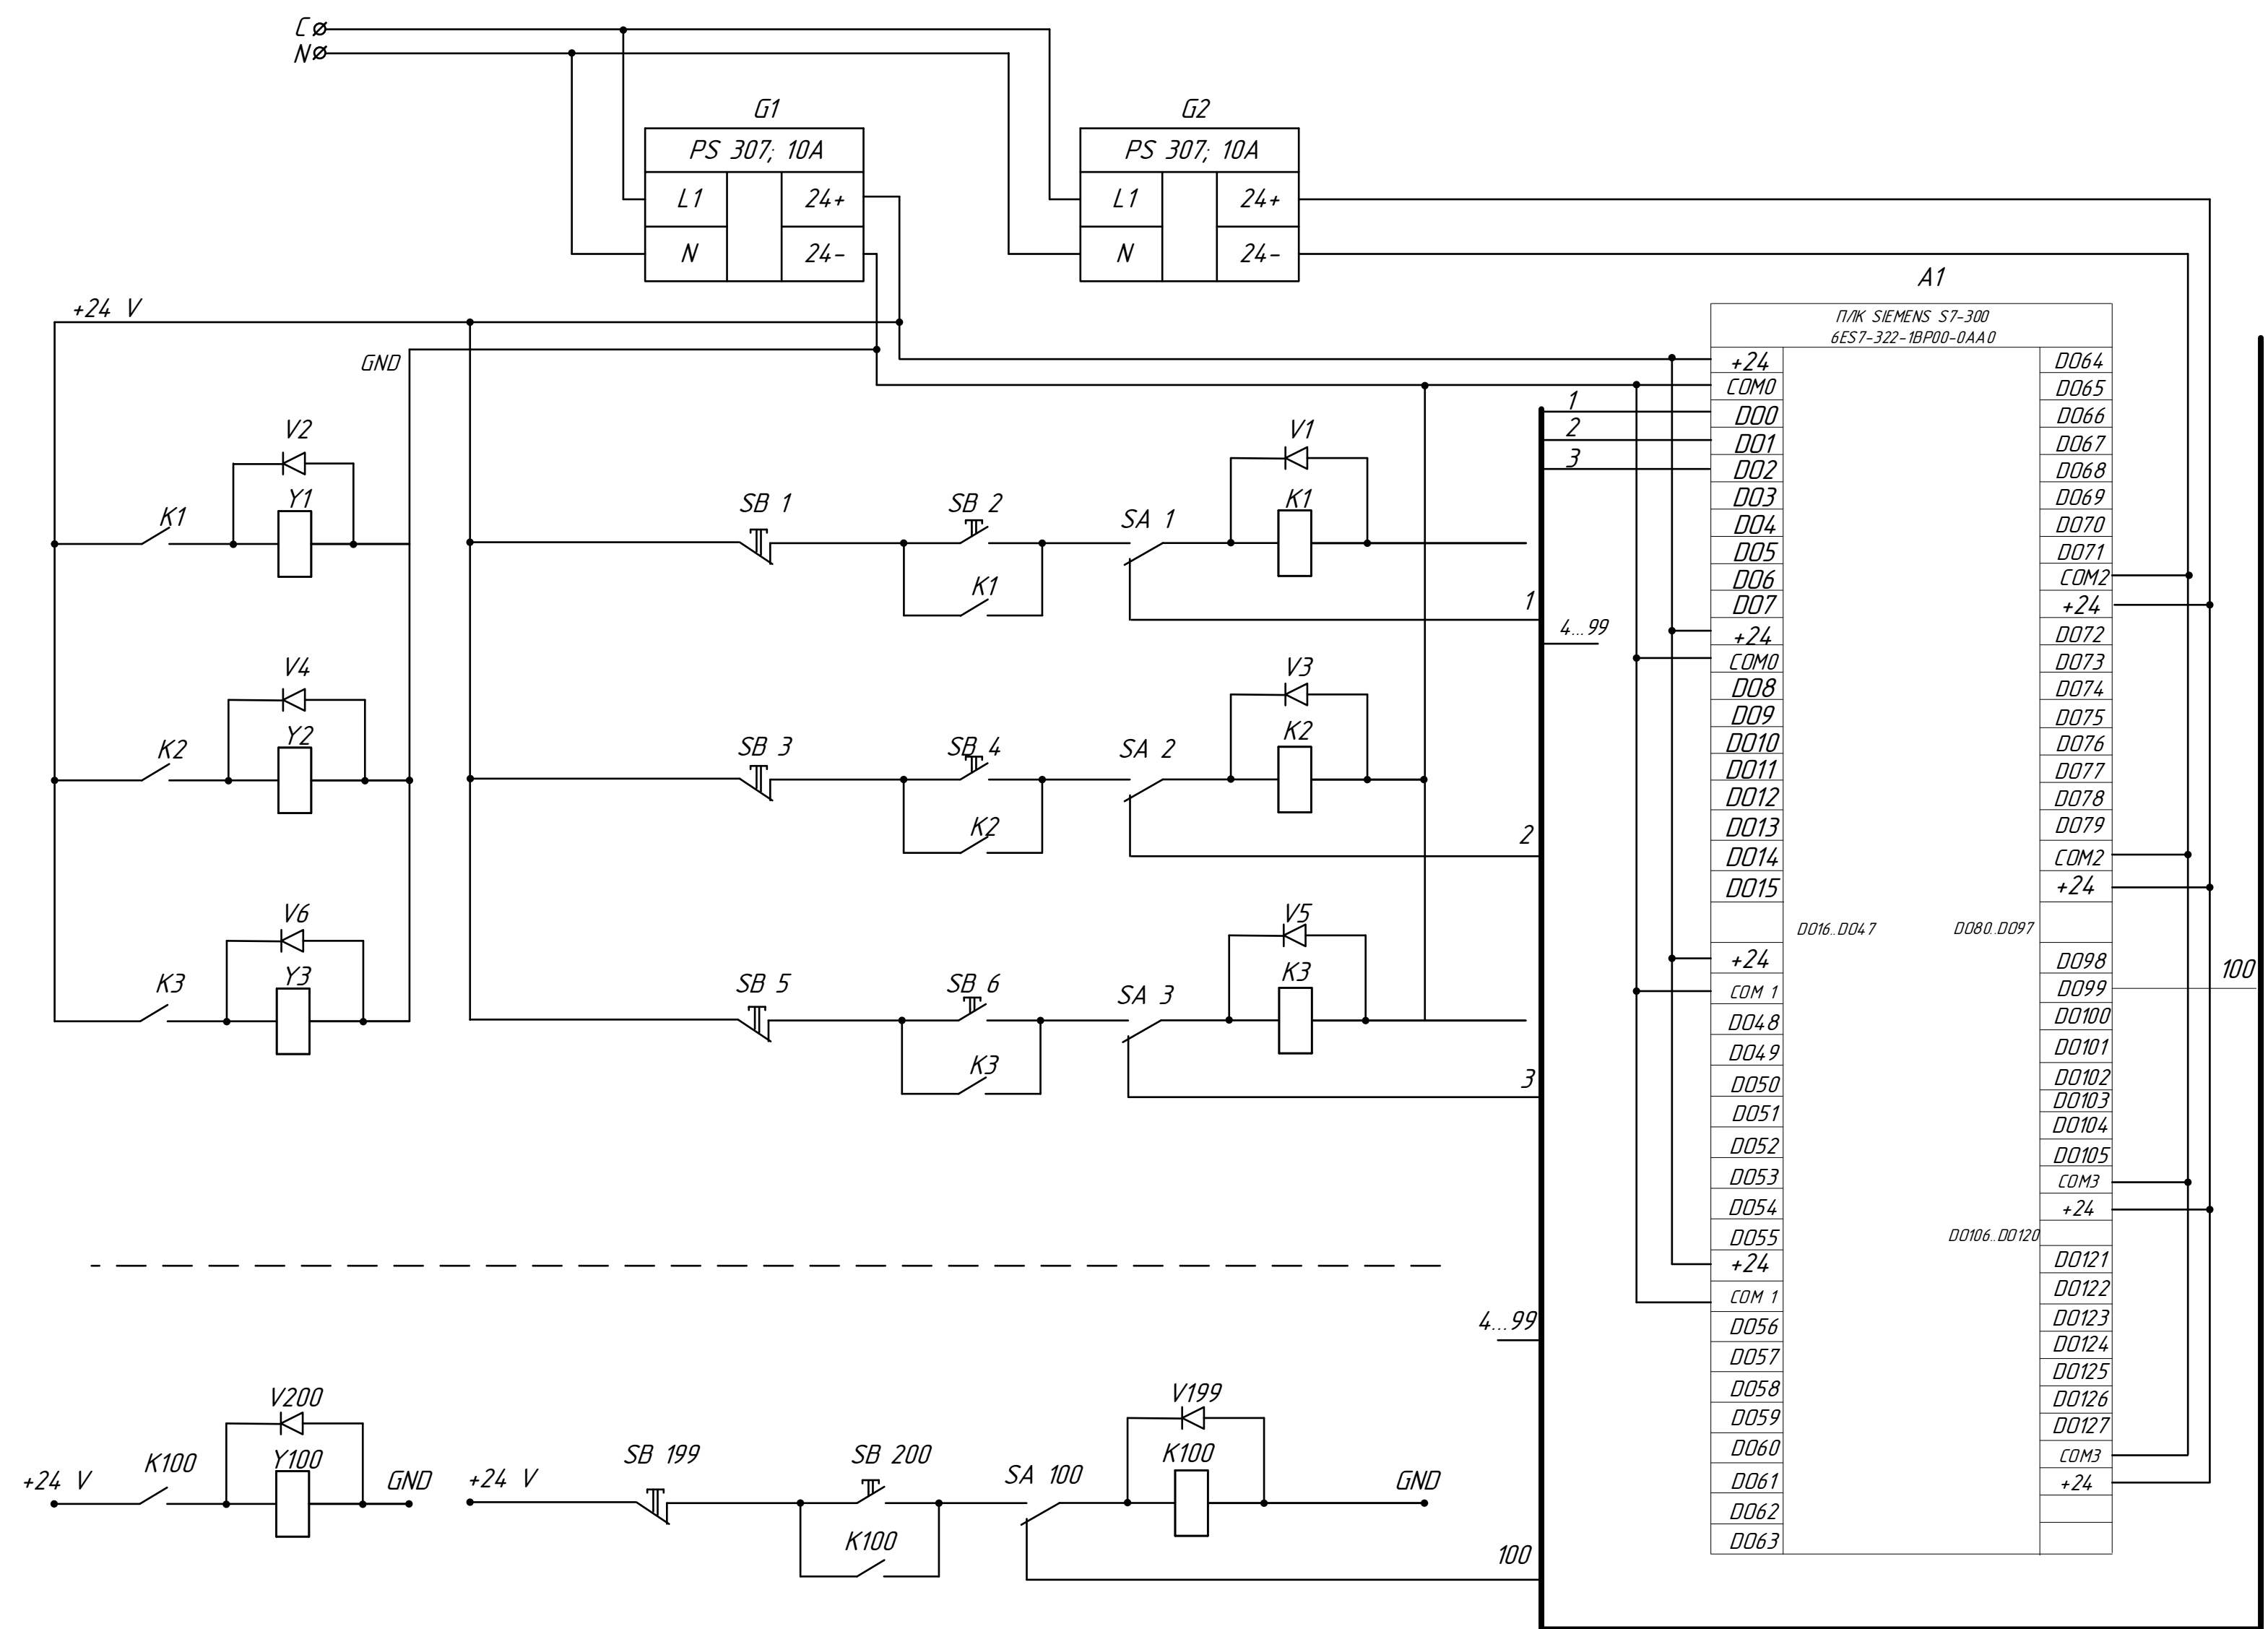 C
N
G1
PS 307; 10A
L1
24+
N
24-
G2
PS 307; 10A
L1
24+
N
24-
+24 V
GND
V2
Y1
K1
V4
Y2
K2
V6
Y3
K3
SB 1
SB 2
K1
SA 1
V1
K1
1
SB 3
SB 4
K2
SA 2
V3
K2
2
SB 5
SB 6
K3
SA 3
V5
K3
3
4...99
+24 V
K100
V200
Y100
GND
+24 V
SB 199
SB 200
K100
SA 100
V199
K100
GND
100
1
2
3
4...99
A1
ПЛК SIEMENS S7-300
6ES7-322-1BP00-0AA0
+24
COM0
DO0
DO1
DO2
DO3
DO4
DO5
DO6
DO7
+24
COM0
DO8
DO9
DO10
DO11
DO12
DO13
DO14
DO15
DO16..DO47
+24
COM 1
DO48
DO49
DO50
DO51
DO52
DO53
DO54
DO55
+24
COM 1
DO56
DO57
DO58
DO59
DO60
DO61
DO62
DO63
DO64
DO65
DO66
DO67
DO68
DO69
DO70
DO71
COM2
+24
DO72
DO73
DO74
DO75
DO76
DO77
DO78
DO79
COM2
+24
DO80..DO97
DO98
DO99
DO100
DO101
DO102
DO103
DO104
DO105
COM3
+24
DO106..DO120
DO121
DO122
DO123
DO124
DO125
DO126
DO127
COM3
+24
100